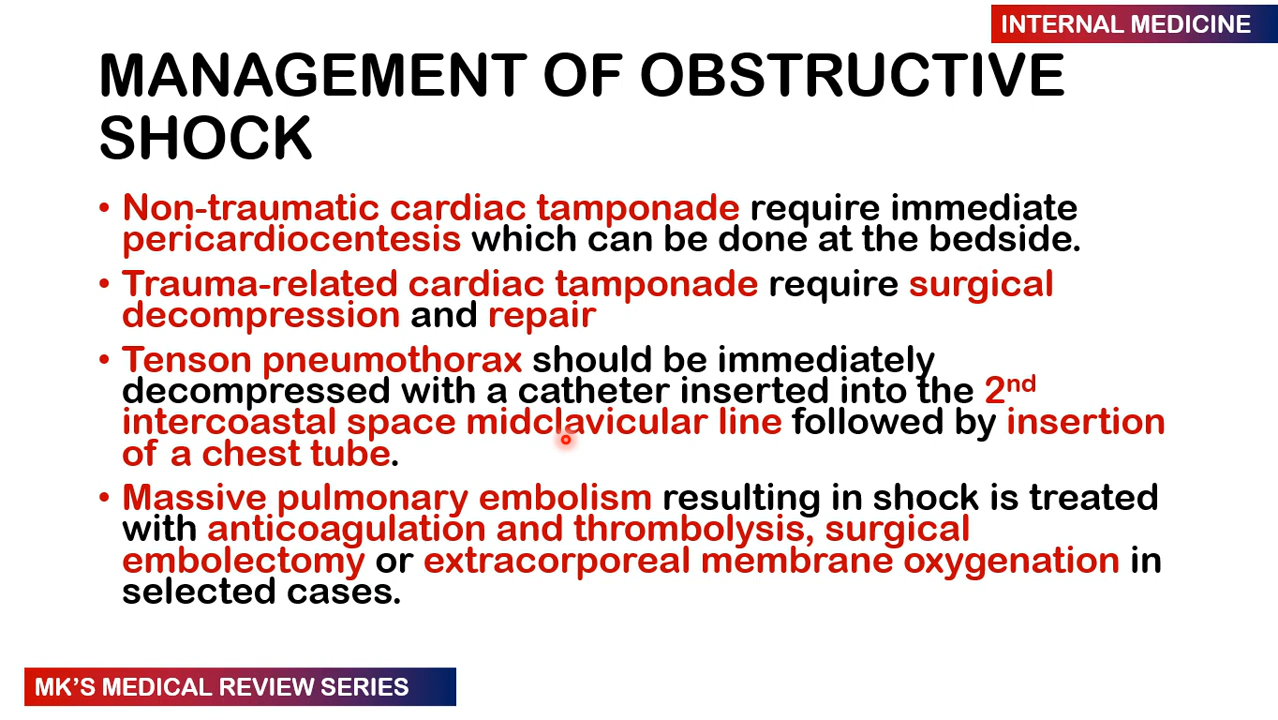 INTERNAL MEDICINE
MANAGEMENT OF OBSTRUCTIVE
SHOCK
• Non-traumatic cardiac tamponade require immediate
pericardiocentesis which can be done at the bedside.
• Trauma-related cardiac tamponade require surgical
decompression and repair
• Tenson pneumothorax should be immediately
decompressed with a catheter inserted into the 2nd
intercoastal space midclavicular line followed by insertion
of a chest tube.
• Massive pulmonary embolism resulting in shock is treated
with anticoagulation and thrombolysis, surgical
embolectomy or extracorporeal membrane oxygenation in
selected cases.
MK'S MEDICAL REVIEW SERIES